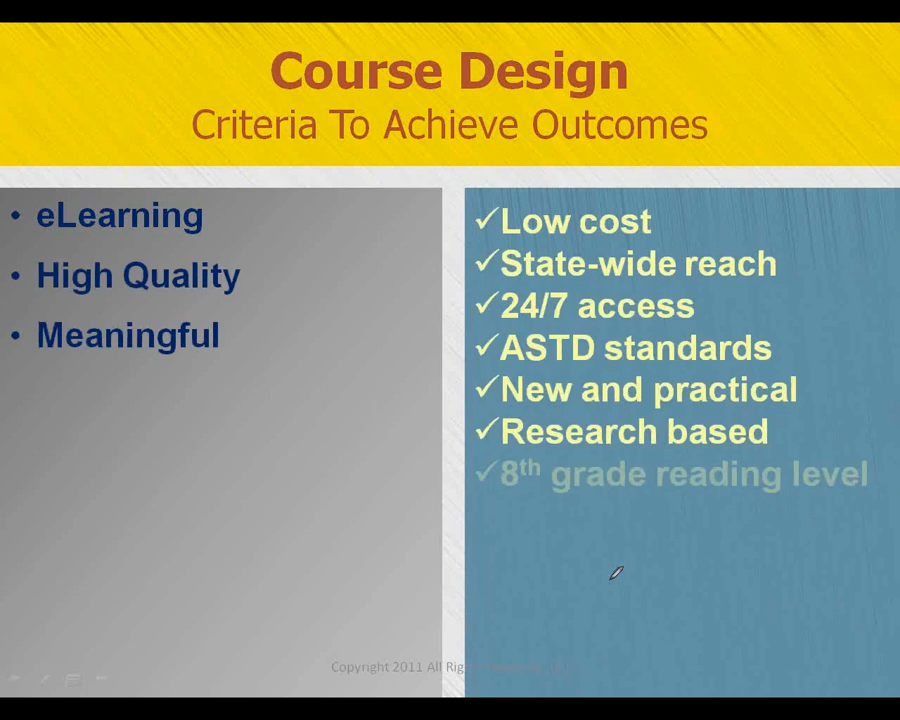 Course Design
Criteria To Achieve Outcomes
• eLearning
• High Quality
• Meaningful
✓Low cost
✓State-wide reach
✓24/7 access
✓ASTD standards
✓New and practical
✓Research based
✓8th grade reading level
Copyright 2011 All